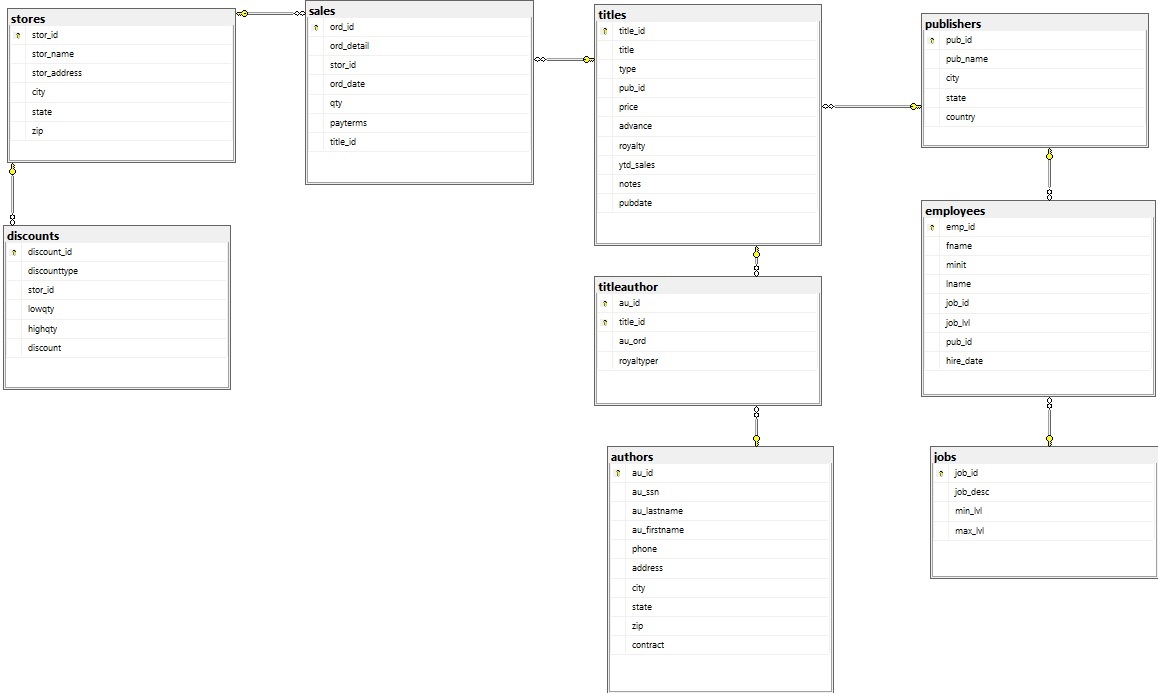 stores
stor_id
stor_name
stor_address
city
state
zip
sales
ord_id
ord_detail
stor_id
ord_date
qty
payterms
title_id
titles
title_id
title
type
pub_id
price
advance
royalty
ytd_sales
notes
pubdate
publishers
pub_id
pub_name
city
state
country
discounts
discount_id
discounttype
stor_id
lowqty
highqty
discount
titleauthor
au_id
title_id
au_ord
royaltyper
employees
emp_id
fname
minit
lname
job_id
job_lvl
pub_id
hire_date
authors
au_id
au_ssn
au_lastname
au_firstname
phone
address
city
state
zip
contract
jobs
job_id
job_desc
min_lvl
max_lvl